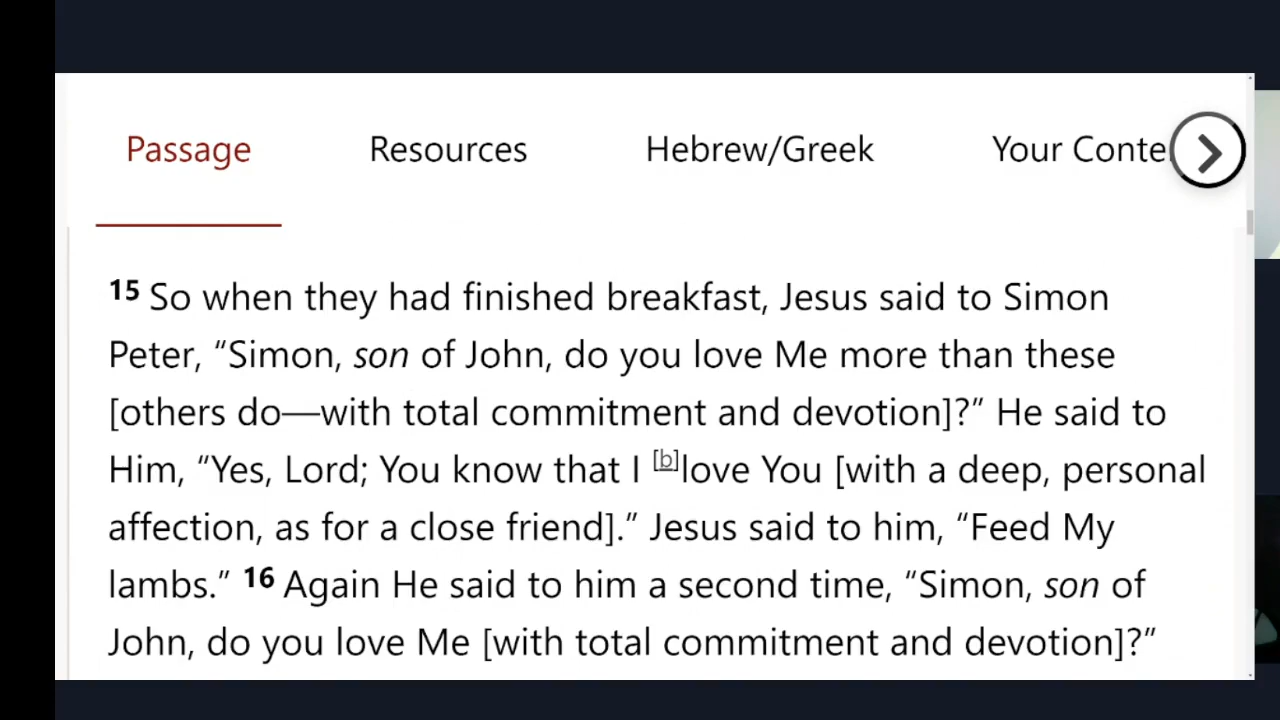 Passage Resources Hebrew/Greek Your Conte
15 So when they had finished breakfast, Jesus said to Simon
Peter, “Simon, son of John, do you love Me more than these
[others do—with total commitment and devotion]?” He said to
Him, “Yes, Lord; You know that I [b]love You [with a deep, personal
affection, as for a close friend].” Jesus said to him, “Feed My
lambs.” 16 Again He said to him a second time, “Simon, son of
John, do you love Me [with total commitment and devotion]?”